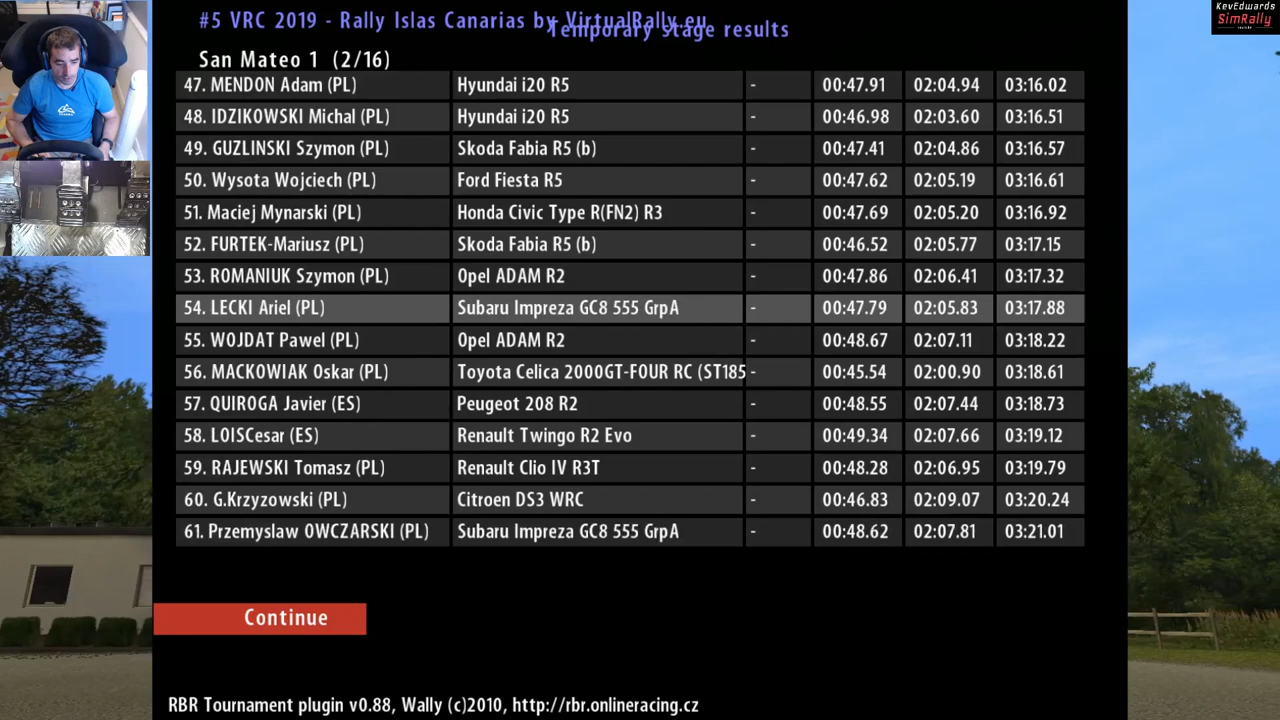 #5 VRC 2019 - Rally Islas Canarias by VirtualRally.eu
Temporary stage results
KevEdwards
SimRally
San Mateo 1 (2/16)
47. MENDON Adam (PL) Hyundai i20 R5 - 00:47.91 02:04.94 03:16.02
48. IDZIKOWSKI Michal (PL) Hyundai i20 R5 - 00:46.98 02:03.60 03:16.51
49. GUZLINSKI Szymon (PL) Skoda Fabia R5 (b) - 00:47.41 02:04.86 03:16.57
50. Wysota Wojciech (PL) Ford Fiesta R5 - 00:47.62 02:05.19 03:16.61
51. Maciej Mynarski (PL) Honda Civic Type R(FN2) R3 - 00:47.69 02:05.20 03:16.92
52. FURTEK-Mariusz (PL) Skoda Fabia R5 (b) - 00:46.52 02:05.77 03:17.15
53. ROMANIUK Szymon (PL) Opel ADAM R2 - 00:47.86 02:06.41 03:17.32
54. LECKI Ariel (PL) Subaru Impreza GC8 555 GrpA - 00:47.79 02:05.83 03:17.88
55. WOJDAT Pawel (PL) Opel ADAM R2 - 00:48.67 02:07.11 03:18.22
56. MACKOWIAK Oskar (PL) Toyota Celica 2000GT-FOUR RC (ST185 - 00:45.54 02:00.90 03:18.61
57. QUIROGA Javier (ES) Peugeot 208 R2 - 00:48.55 02:07.44 03:18.73
58. LOISCesar (ES) Renault Twingo R2 Evo - 00:49.34 02:07.66 03:19.12
59. RAJEWSKI Tomasz (PL) Renault Clio IV R3T - 00:48.28 02:06.95 03:19.79
60. G.Krzyzowski (PL) Citroen DS3 WRC - 00:46.83 02:09.07 03:20.24
61. Przemyslaw OWCZARSKI (PL) Subaru Impreza GC8 555 GrpA - 00:48.62 02:07.81 03:21.01
Continue
RBR Tournament plugin v0.88, Wally (c)2010, http://rbr.onlineracing.cz